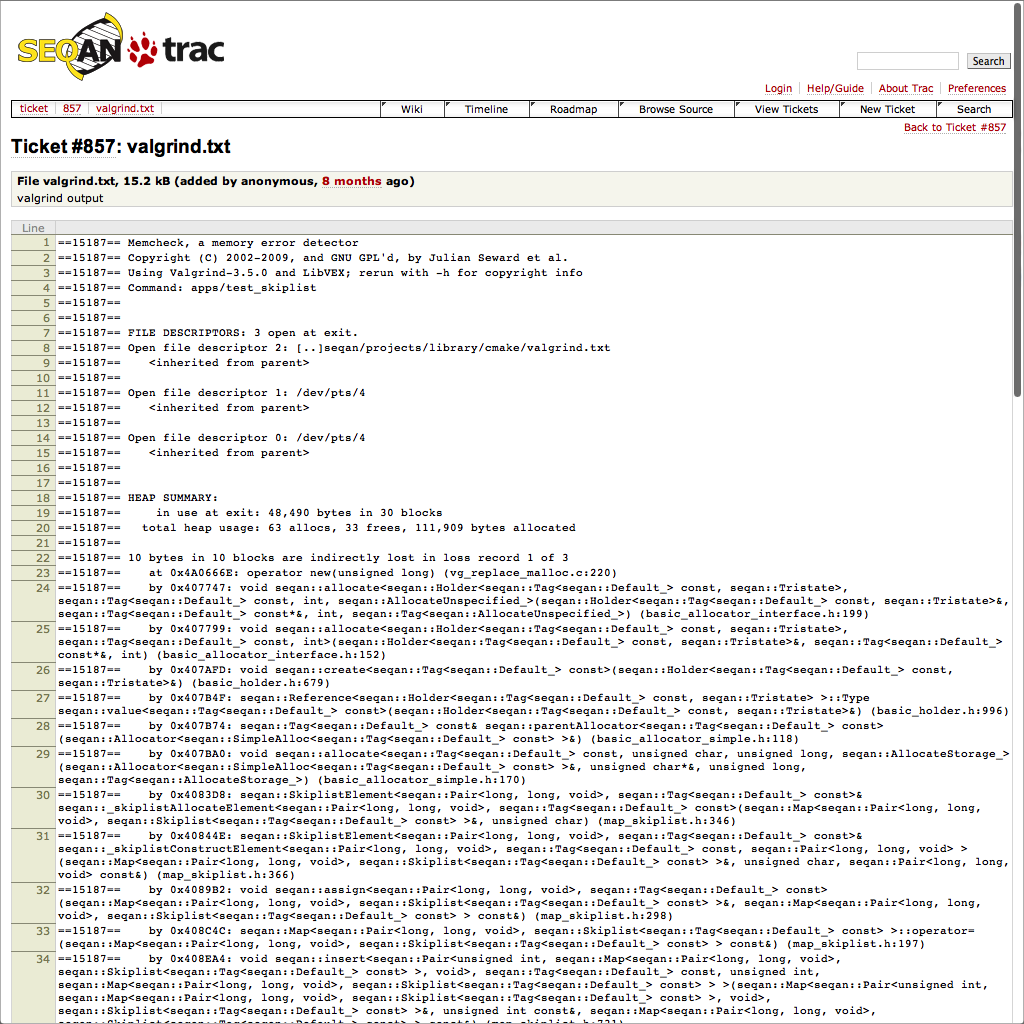 SEQAN trac
Search
Login Help/Guide About Trac Preferences
ticket 857 valgrind.txt Wiki Timeline Roadmap Browse Source View Tickets New Ticket Search
Back to Ticket #857
Ticket #857: valgrind.txt
File valgrind.txt, 15.2 kB (added by anonymous, 8 months ago)
valgrind output
Line
1 ==15187== Memcheck, a memory error detector
2 ==15187== Copyright (C) 2002-2009, and GNU GPL'd, by Julian Seward et al.
3 ==15187== Using Valgrind-3.5.0 and LibVEX; rerun with -h for copyright info
4 ==15187== Command: apps/test_skiplist
5 ==15187==
6 ==15187==
7 ==15187== FILE DESCRIPTORS: 3 open at exit.
8 ==15187== Open file descriptor 2: [..]seqan/projects/library/cmake/valgrind.txt
9 ==15187==    <inherited from parent>
10 ==15187==
11 ==15187== Open file descriptor 1: /dev/pts/4
12 ==15187==    <inherited from parent>
13 ==15187==
14 ==15187== Open file descriptor 0: /dev/pts/4
15 ==15187==    <inherited from parent>
16 ==15187==
17 ==15187==
18 ==15187== HEAP SUMMARY:
19 ==15187==     in use at exit: 48,490 bytes in 30 blocks
20 ==15187==   total heap usage: 63 allocs, 33 frees, 111,909 bytes allocated
21 ==15187==
22 ==15187== 10 bytes in 10 blocks are indirectly lost in loss record 1 of 3
23 ==15187==    at 0x4A0666E: operator new(unsigned long) (vg_replace_malloc.c:220)
24 ==15187==    by 0x407747: void seqan::allocate<seqan::Holder<seqan::Tag<seqan::Default_> const, seqan::Tristate>,
seqan::Tag<seqan::Default_> const, int, seqan::AllocateUnspecified_>(seqan::Holder<seqan::Tag<seqan::Default_> const, seqan::Tristate>&,
seqan::Tag<seqan::Default_> const*&, int, seqan::Tag<seqan::AllocateUnspecified_>) (basic_allocator_interface.h:199)
25 ==15187==    by 0x407799: void seqan::allocate<seqan::Holder<seqan::Tag<seqan::Default_> const, seqan::Tristate>,
seqan::Tag<seqan::Default_> const, int>(seqan::Holder<seqan::Tag<seqan::Default_> const, seqan::Tristate>&, seqan::Tag<seqan::Default_>
const*&, int) (basic_allocator_interface.h:152)
26 ==15187==    by 0x407AFD: void seqan::create<seqan::Tag<seqan::Default_> const>(seqan::Holder<seqan::Tag<seqan::Default_> const,
seqan::Tristate>&) (basic_holder.h:679)
27 ==15187==    by 0x407B4F: seqan::Reference<seqan::Holder<seqan::Tag<seqan::Default_> const, seqan::Tristate> >::Type
seqan::value<seqan::Tag<seqan::Default_> const>(seqan::Holder<seqan::Tag<seqan::Default_> const, seqan::Tristate>&) (basic_holder.h:996)
28 ==15187==    by 0x407B74: seqan::Tag<seqan::Default_> const& seqan::parentAllocator<seqan::Tag<seqan::Default_> const>
(seqan::Allocator<seqan::SimpleAlloc<seqan::Tag<seqan::Default_> const> >&) (basic_allocator_simple.h:118)
29 ==15187==    by 0x407BA0: void seqan::allocate<seqan::Tag<seqan::Default_> const, unsigned char, unsigned long, seqan::AllocateStorage_>
(seqan::Allocator<seqan::SimpleAlloc<seqan::Tag<seqan::Default_> const> >&, unsigned char*&, unsigned long,
seqan::Tag<seqan::AllocateStorage_>) (basic_allocator_simple.h:170)
30 ==15187==    by 0x4083D8: seqan::SkiplistElement<seqan::Pair<long, long, void>, seqan::Tag<seqan::Default_> const>&
seqan::_skiplistAllocateElement<seqan::Pair<long, long, void>, seqan::Tag<seqan::Default_> const>(seqan::Map<seqan::Pair<long, long,
void>, seqan::Skiplist<seqan::Tag<seqan::Default_> const> >&, unsigned char) (map_skiplist.h:346)
31 ==15187==    by 0x40844E: seqan::SkiplistElement<seqan::Pair<long, long, void>, seqan::Tag<seqan::Default_> const>&
seqan::_skiplistConstructElement<seqan::Pair<long, long, void>, seqan::Tag<seqan::Default_> const, seqan::Pair<long, long, void> >
(seqan::Map<seqan::Pair<long, long, void>, seqan::Skiplist<seqan::Tag<seqan::Default_> const> >&, unsigned char, seqan::Pair<long, long,
void> const&) (map_skiplist.h:366)
32 ==15187==    by 0x4089B2: void seqan::assign<seqan::Pair<long, long, void>, seqan::Tag<seqan::Default_> const>
(seqan::Map<seqan::Pair<long, long, void>, seqan::Skiplist<seqan::Tag<seqan::Default_> const> >&, seqan::Map<seqan::Pair<long, long,
void>, seqan::Skiplist<seqan::Tag<seqan::Default_> const> > const&) (map_skiplist.h:298)
33 ==15187==    by 0x408C4C: seqan::Map<seqan::Pair<long, long, void>, seqan::Skiplist<seqan::Tag<seqan::Default_> const> >::operator=
(seqan::Map<seqan::Pair<long, long, void>, seqan::Skiplist<seqan::Tag<seqan::Default_> const> > const&) (map_skiplist.h:197)
34 ==15187==    by 0x408EA4: void seqan::insert<seqan::Pair<unsigned int, seqan::Map<seqan::Pair<long, long, void>,
seqan::Skiplist<seqan::Tag<seqan::Default_> const> >, void>, seqan::Tag<seqan::Default_> const, unsigned int,
seqan::Map<seqan::Pair<long, long, void>, seqan::Skiplist<seqan::Tag<seqan::Default_> const> > >(seqan::Map<seqan::Pair<unsigned int,
seqan::Map<seqan::Pair<long, long, void>, seqan::Skiplist<seqan::Tag<seqan::Default_> const> >, void>,
seqan::Skiplist<seqan::Tag<seqan::Default_> const> >&, unsigned int const&, seqan::Map<seqan::Pair<long, long, void>,